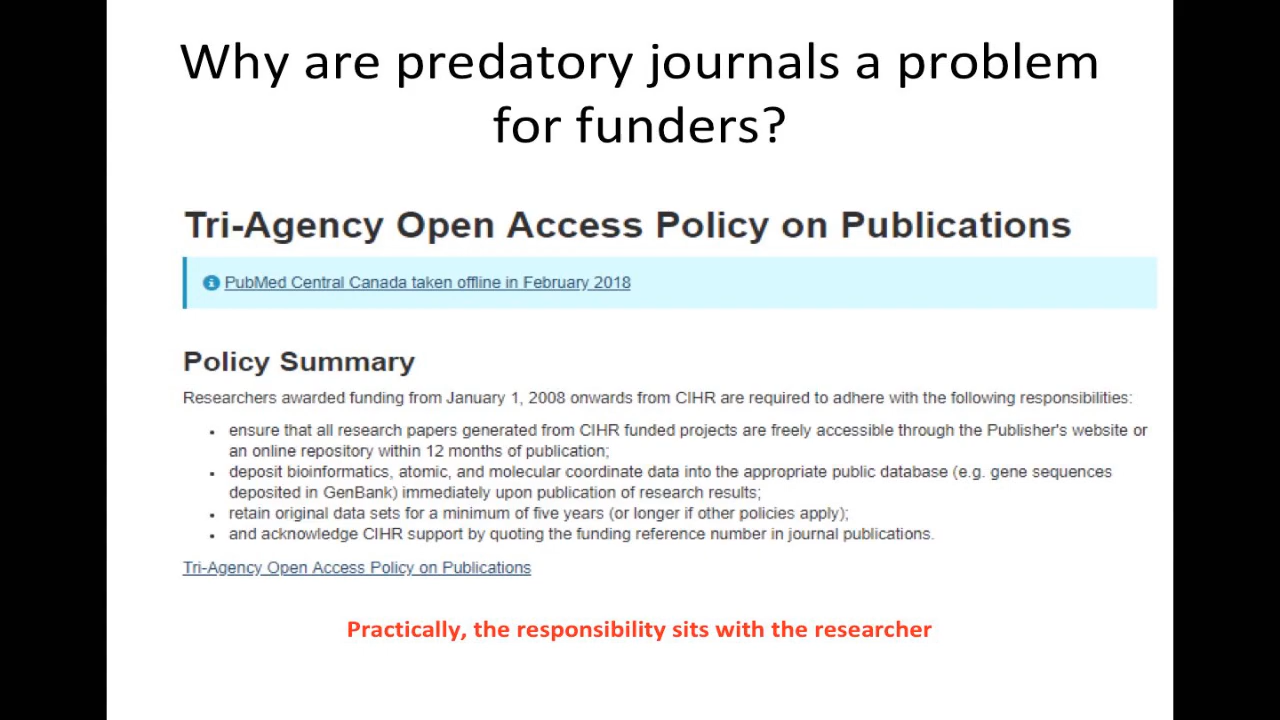 Why are predatory journals a problem
for funders?
Tri-Agency Open Access Policy on Publications
PubMed Central Canada taken offline in February 2018
Policy Summary
Researchers awarded funding from January 1, 2008 onwards from CIHR are required to adhere with the following responsibilities:
• ensure that all research papers generated from CIHR funded projects are freely accessible through the Publisher's website or
an online repository within 12 months of publication;
• deposit bioinformatics, atomic, and molecular coordinate data into the appropriate public database (e.g. gene sequences
deposited in GenBank) immediately upon publication of research results;
• retain original data sets for a minimum of five years (or longer if other policies apply);
• and acknowledge CIHR support by quoting the funding reference number in journal publications.
Tri-Agency Open Access Policy on Publications
Practically, the responsibility sits with the researcher